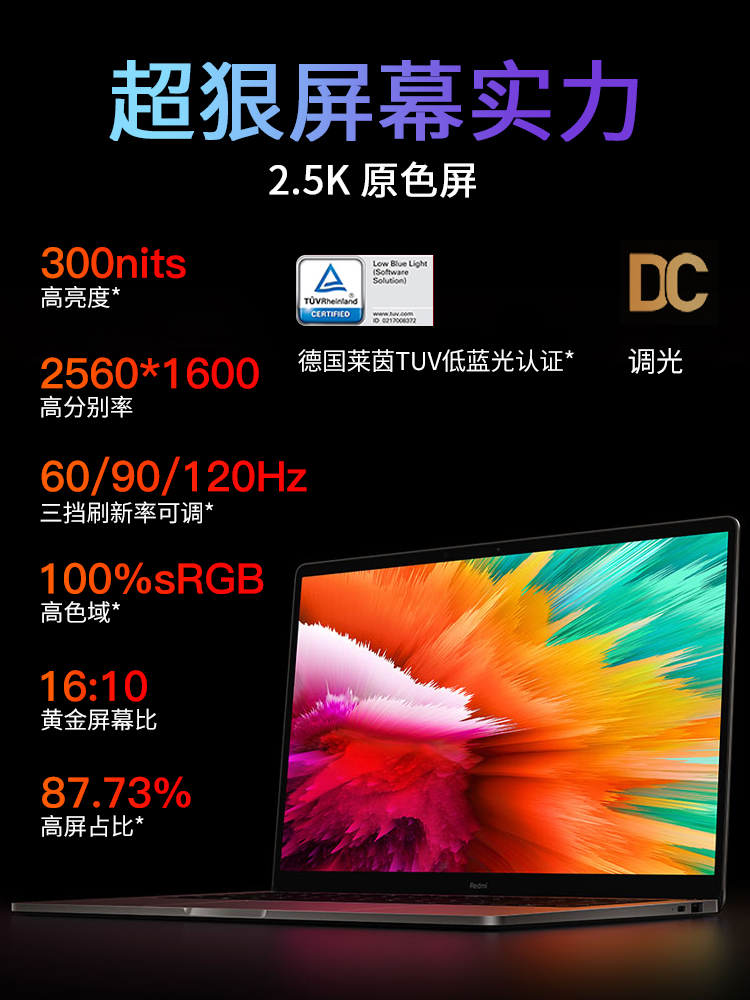 超狠屏幕实力
2.5K 原色屏
300nits
高亮度*
TÜVRheinland
®
CERTIFIED
Low Blue Light
(Software
Solution)
www.tuv.com
ID 0217008372
德国莱茵TUV低蓝光认证*
DC
调光
2560*1600
高分别率
60/90/120Hz
三挡刷新率可调*
100%sRGB
高色域*
16:10
黄金屏幕比
87.73%
高屏占比*
Redmi